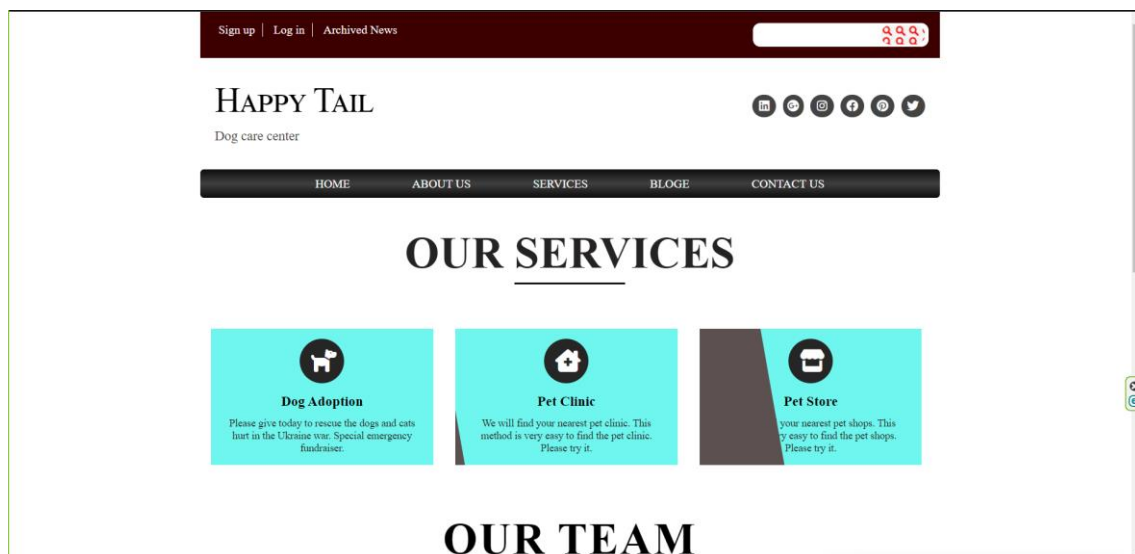 Sign up | Log in | Archived News
HAPPY TAIL
Dog care center
HOME ABOUT US SERVICES BLOGE CONTACT US
OUR SERVICES
Dog Adoption
Please give today to rescue the dogs and cats
hurt in the Ukraine war. Special emergency
fundraiser.
Pet Clinic
We will find your nearest pet clinic. This
method is very easy to find the pet clinic.
Please try it.
Pet Store
your nearest pet shops. This
easy to find the pet shops.
Please try it.
OUR TEAM